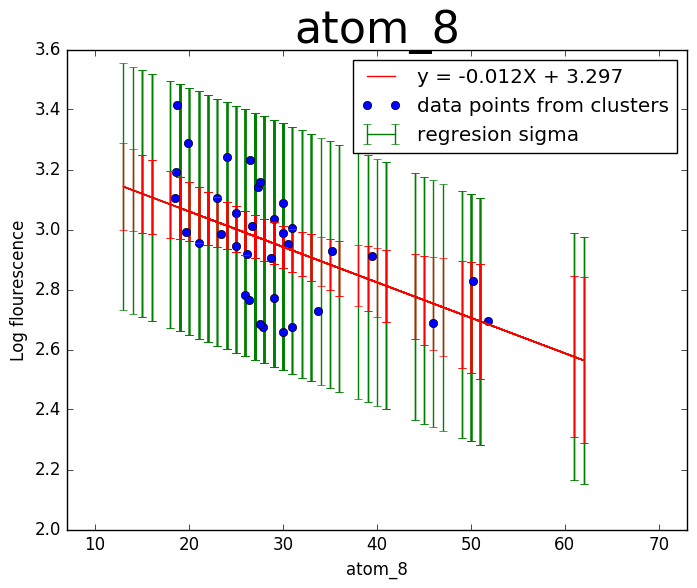 atom_8
y = -0.012X + 3.297
data points from clusters
regresion sigma
3.6
3.4
3.2
3.0
2.8
2.6
2.4
2.2
2.0
Log flourescence
10 20 30 40 50 60 70
atom_8